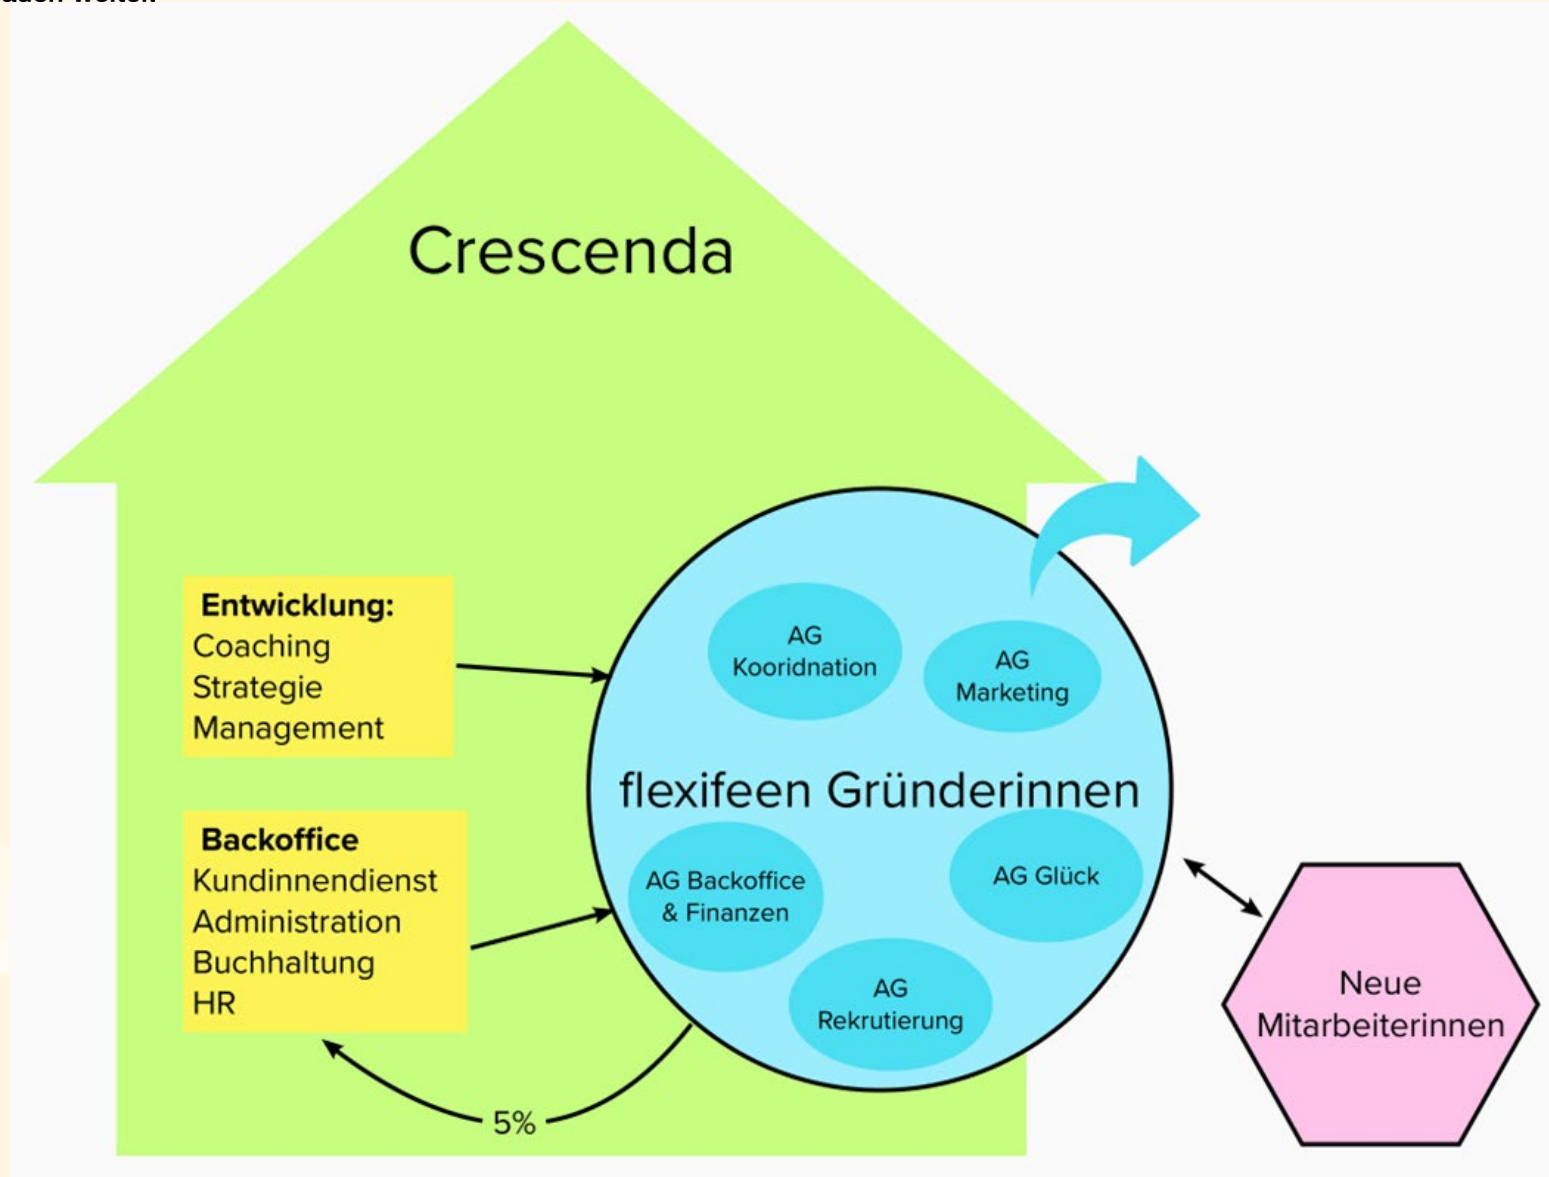 Crescenda
Entwicklung:
Coaching
Strategie
Management
Backoffice
Kundinnendienst
Administration
Buchhaltung
HR
5%
AG
Kooridnation
AG
Marketing
flexifeen Gründerinnen
AG Backoffice
& Finanzen
AG Glück
AG
Rekrutierung
Neue
Mitarbeiterinnen